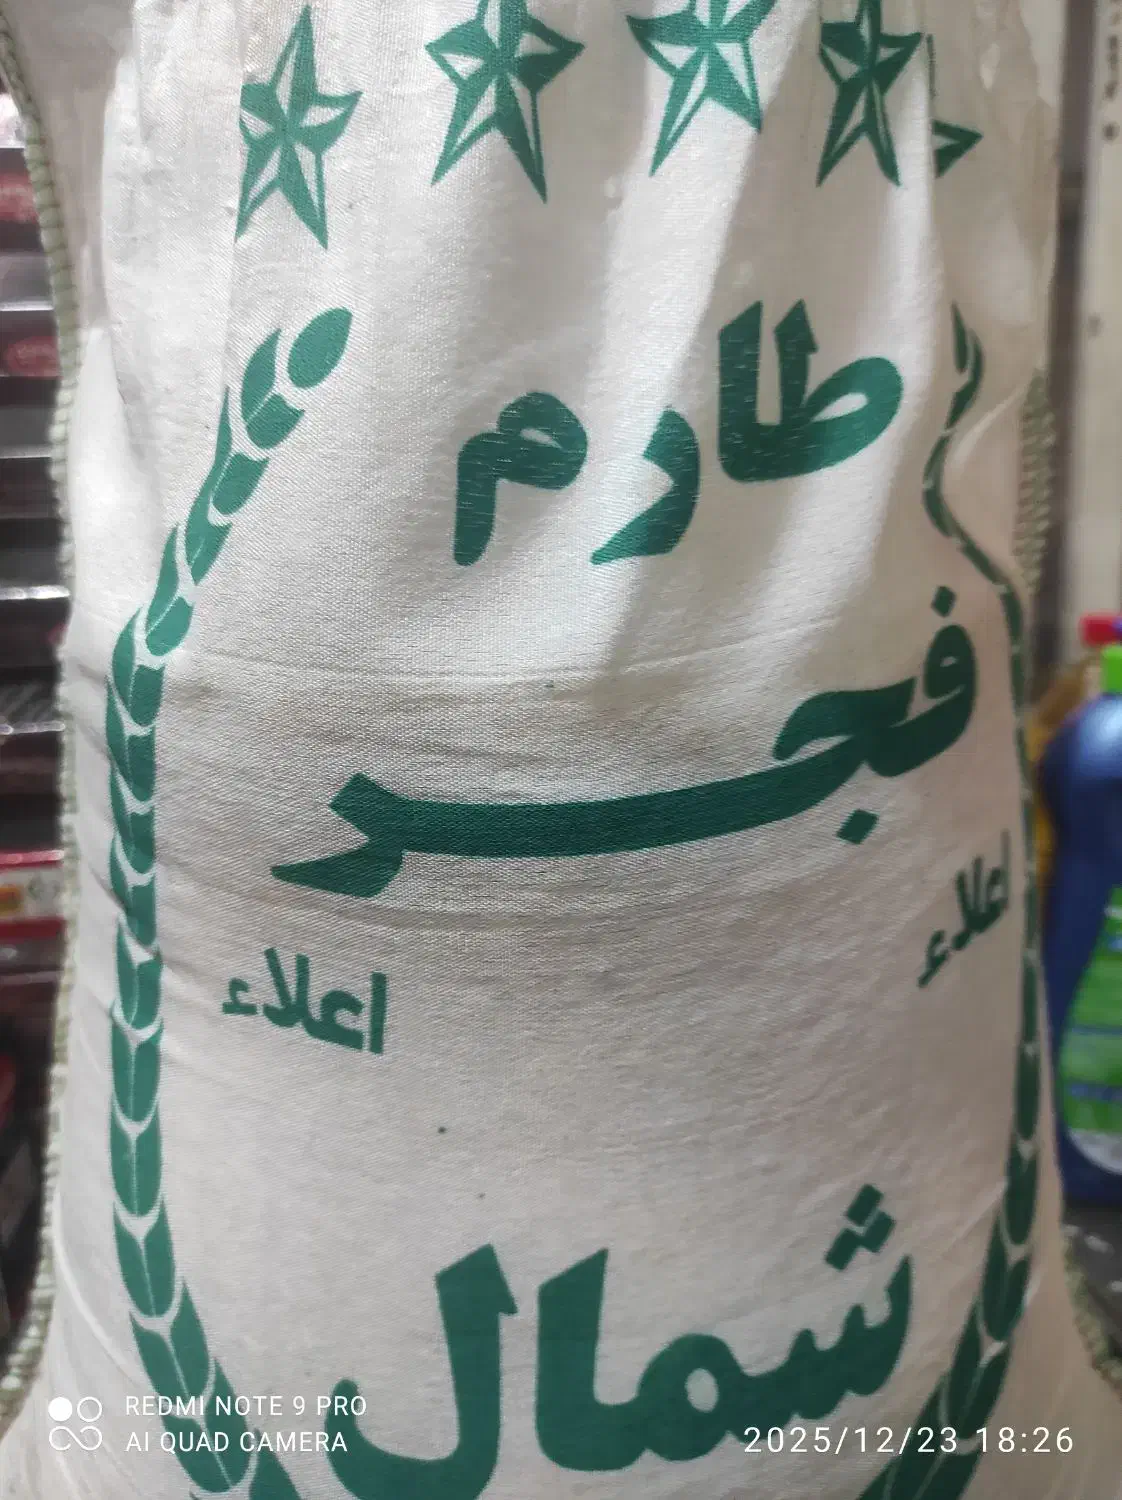 طارم
فجر
اعلاء
اعلاء
شمال
REDMI NOTE 9 PRO
AI QUAD CAMERA
2025/12/23 18:26